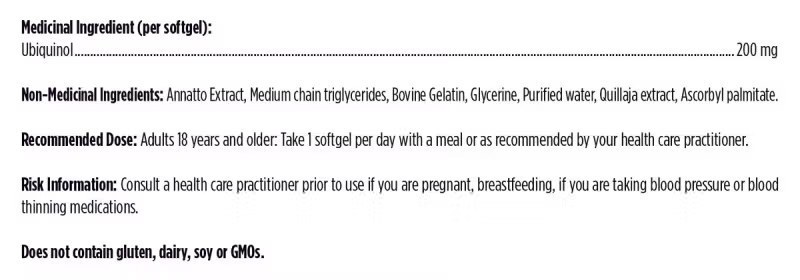 Medicinal Ingredient (per softgel):
Ubiquinol........................................................................................................................................................................................................................ 200 mg
Non-Medicinal Ingredients: Annatto Extract, Medium chain triglycerides, Bovine Gelatin, Glycerine, Purified water, Quillaja extract, Ascorbyl palmitate.
Recommended Dose: Adults 18 years and older: Take 1 softgel per day with a meal or as recommended by your health care practitioner.
Risk Information: Consult a health care practitioner prior to use if you are pregnant, breastfeeding, if you are taking blood pressure or blood
thinning medications.
Does not contain gluten, dairy, soy or GMOs.